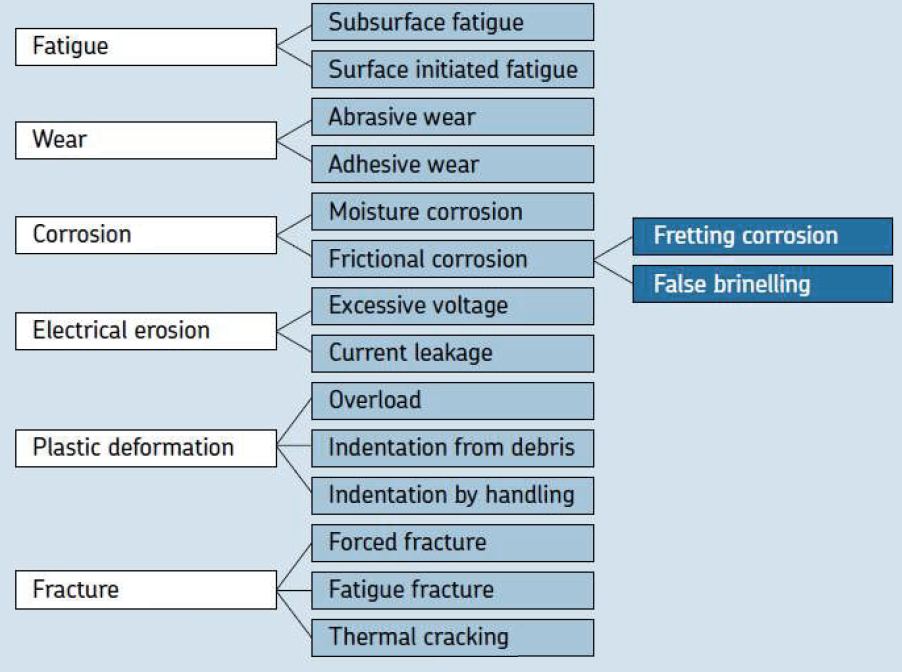 Fatigue
Subsurface fatigue
Surface initiated fatigue
Wear
Abrasive wear
Adhesive wear
Corrosion
Moisture corrosion
Frictional corrosion
Fretting corrosion
False brinelling
Electrical erosion
Excessive voltage
Current leakage
Plastic deformation
Overload
Indentation from debris
Indentation by handling
Fracture
Forced fracture
Fatigue fracture
Thermal cracking